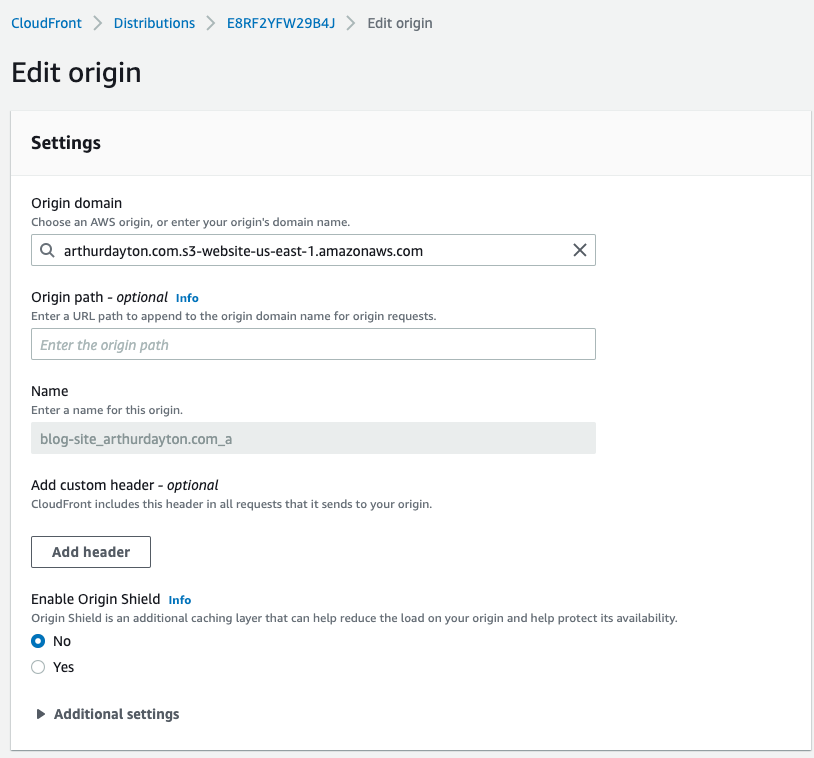 CloudFront > Distributions > E8RF2YFW29B4J > Edit origin
Edit origin
Settings
Origin domain
Choose an AWS origin, or enter your origin's domain name.
arthurdayton.com.s3-website-us-east-1.amazonaws.com
Origin path - optional Info
Enter a URL path to append to the origin domain name for origin requests.
Enter the origin path
Name
Enter a name for this origin.
blog-site_arthurdayton.com_a
Add custom header - optional
CloudFront includes this header in all requests that it sends to your origin.
Add header
Enable Origin Shield Info
Origin Shield is an additional caching layer that can help reduce the load on your origin and help protect its availability.
No
Yes
Additional settings